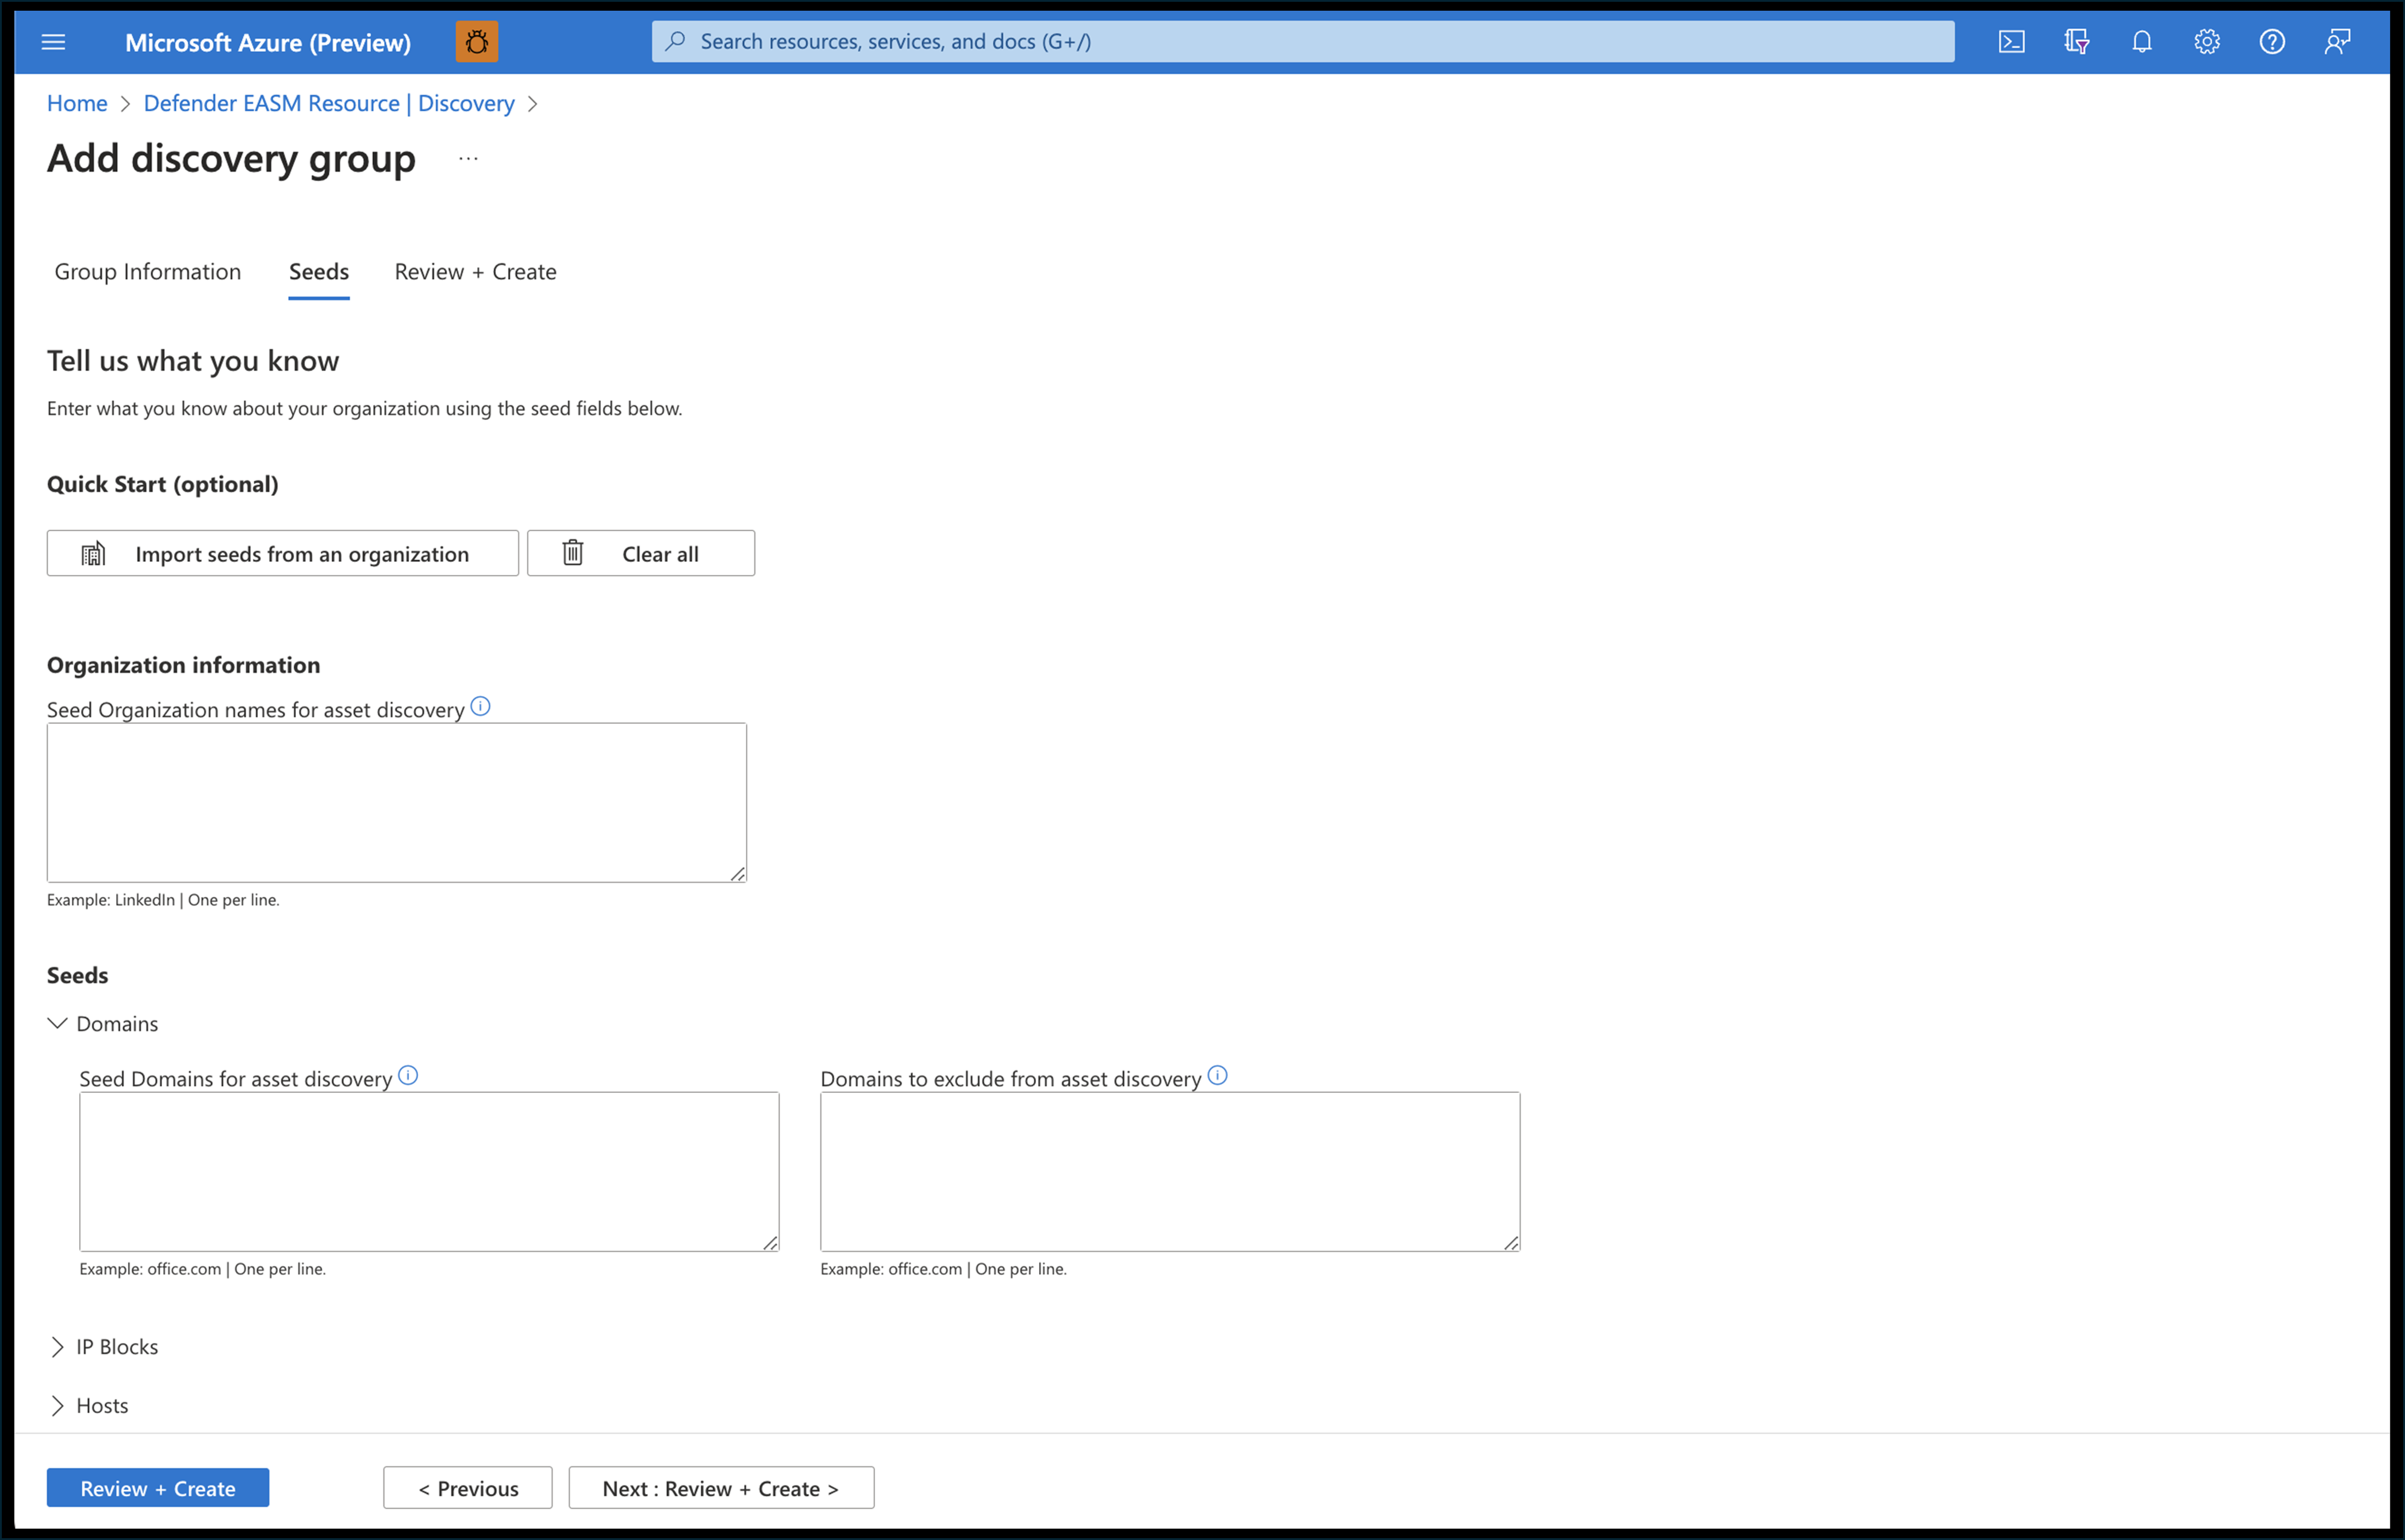 Microsoft Azure (Preview)
Search resources, services, and docs (G+/)
Home > Defender EASM Resource | Discovery >
Add discovery group ...
Group Information Seeds Review + Create
Tell us what you know
Enter what you know about your organization using the seed fields below.
Quick Start (optional)
Import seeds from an organization Clear all
Organization information
Seed Organization names for asset discovery
Example: LinkedIn | One per line.
Seeds
Domains
Seed Domains for asset discovery Domains to exclude from asset discovery
Example: office.com | One per line. Example: office.com | One per line.
IP Blocks
Hosts
Review + Create < Previous Next : Review + Create >